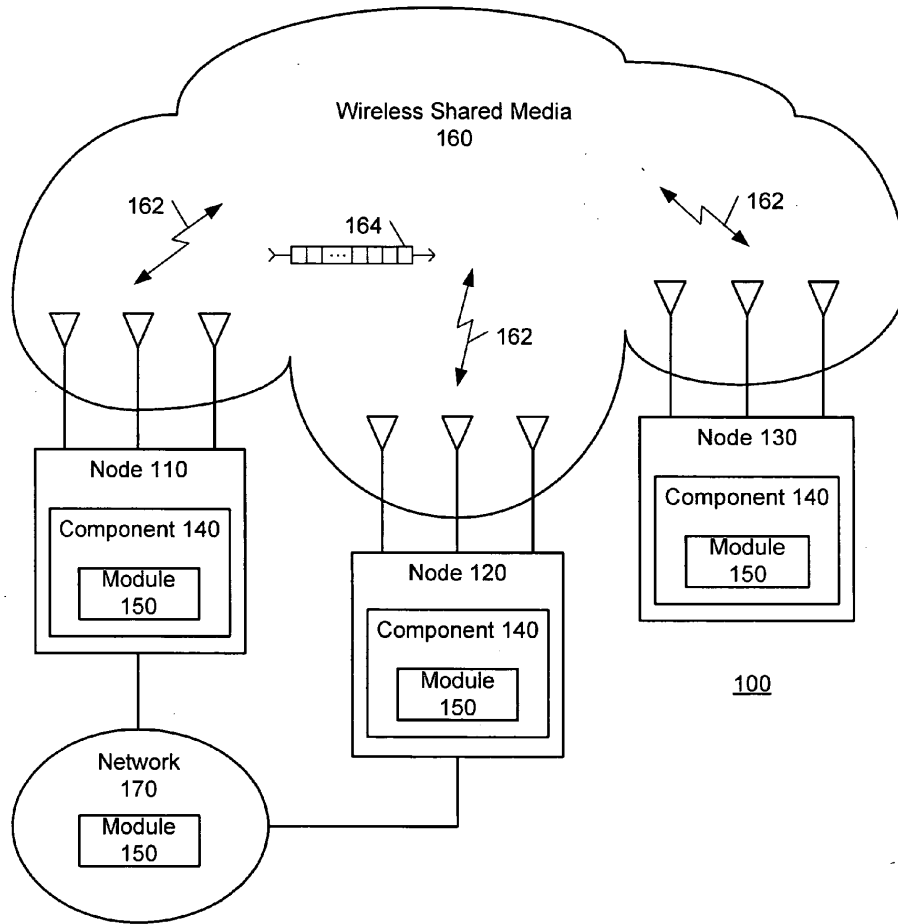 Wireless Shared Media
160
162
164
162
162
Node 110
Component 140
Module
150
Node 120
Component 140
Module
150
Node 130
Component 140
Module
150
100
Network
170
Module
150